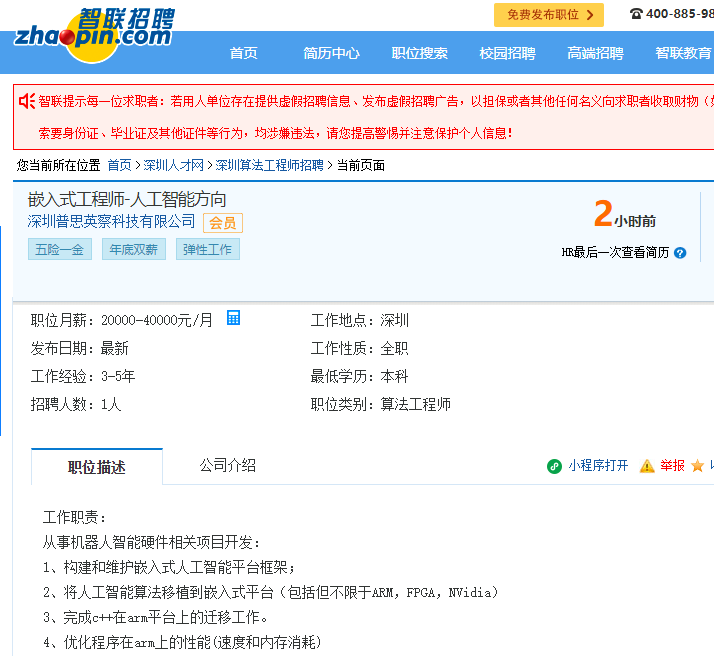 智联招聘
zhaopin.com
免费发布职位
400-885-98
首页 简历中心 职位搜索 校园招聘 高端招聘 智联教育
智联提示每一位求职者：若用人单位存在提供虚假招聘信息、发布虚假招聘广告，以担保或者其他任何名义向求职者收取财物（
索要身份证、毕业证及其他证件等行为，均涉嫌违法，请您提高警惕并注意保护个人信息！
您当前所在位置 首页 > 深圳人才网 > 深圳算法工程师招聘 > 当前页面
嵌入式工程师-人工智能方向
深圳普思英察科技有限公司 会员
五险一金 年底双薪 弹性工作
2小时前
HR最后一次查看简历 ?
职位月薪：20000-40000元/月 工作地点：深圳
发布日期：最新 工作性质：全职
工作经验：3-5年 最低学历：本科
招聘人数：1人 职位类别：算法工程师
职位描述 公司介绍 小程序打开 举报
工作职责：
从事机器人智能硬件相关项目开发：
1、构建和维护嵌入式人工智能平台框架；
2、将人工智能算法移植到嵌入式平台（包括但不限于ARM，FPGA，NVidia）
3、完成c++在arm平台上的迁移工作。
4、优化程序在arm上的性能(速度和内存消耗)